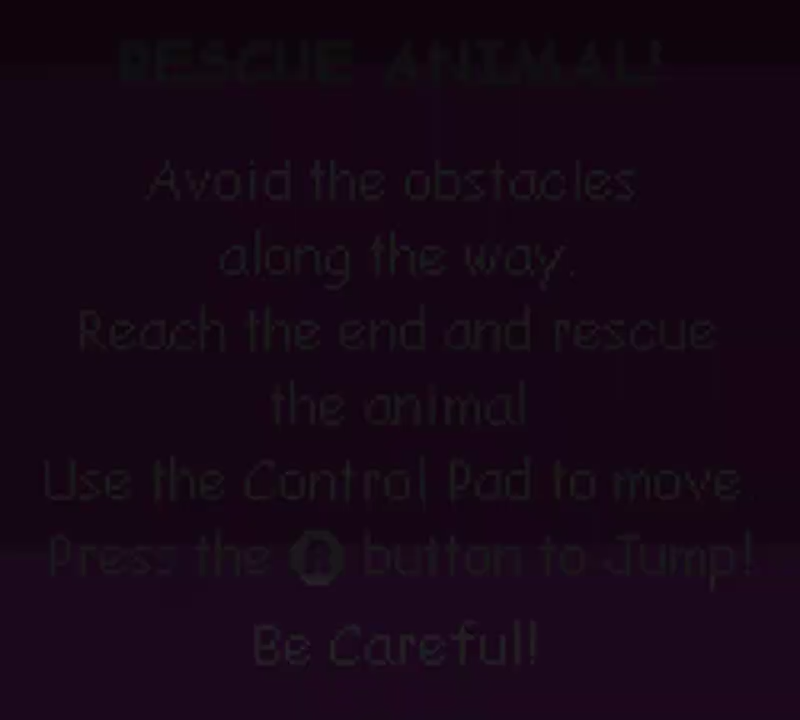 RESCUE ANIMAL!
Avoid the obstacles
along the way.
Reach the end and rescue
the animal
Use the Control Pad to move.
Press the A button to Jump!
Be Careful!